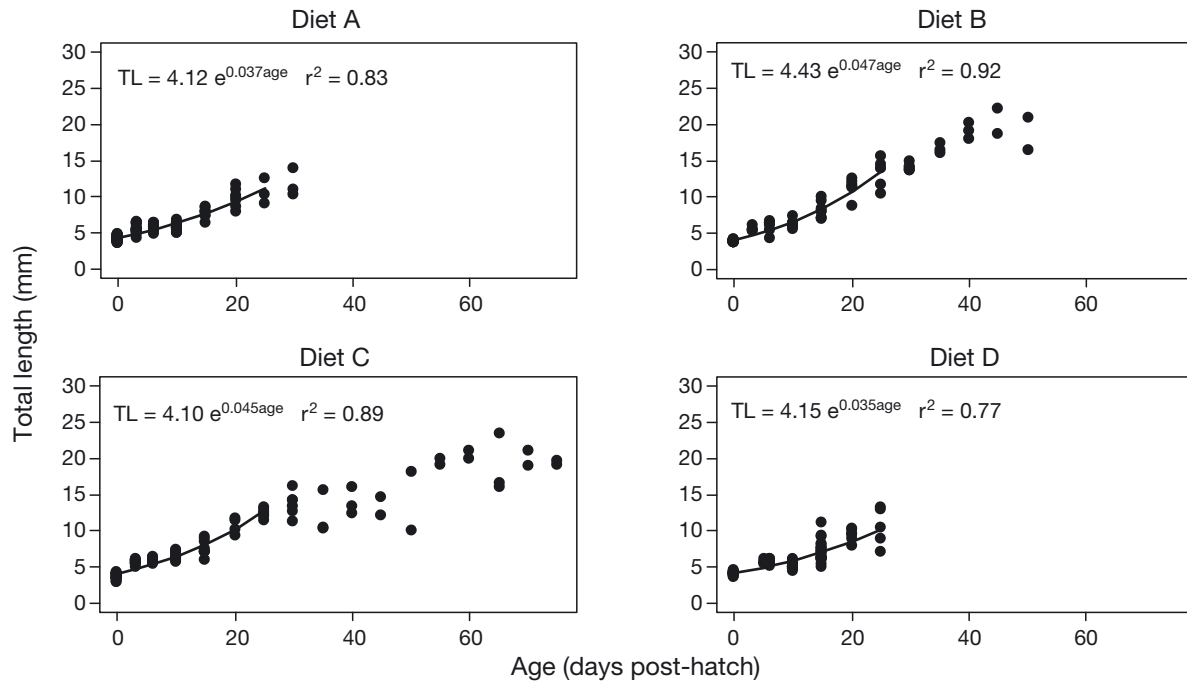 Diet A
30
25
20
15
10
5
0
TL = 4.12 e^0.037age r² = 0.83
0 20 40 60
Diet B
30
25
20
15
10
5
0
TL = 4.43 e^0.047age r² = 0.92
0 20 40 60
Diet C
30
25
20
15
10
5
0
TL = 4.10 e^0.045age r² = 0.89
0 20 40 60
Diet D
30
25
20
15
10
5
0
TL = 4.15 e^0.035age r² = 0.77
0 20 40 60
Total length (mm)
Age (days post-hatch)